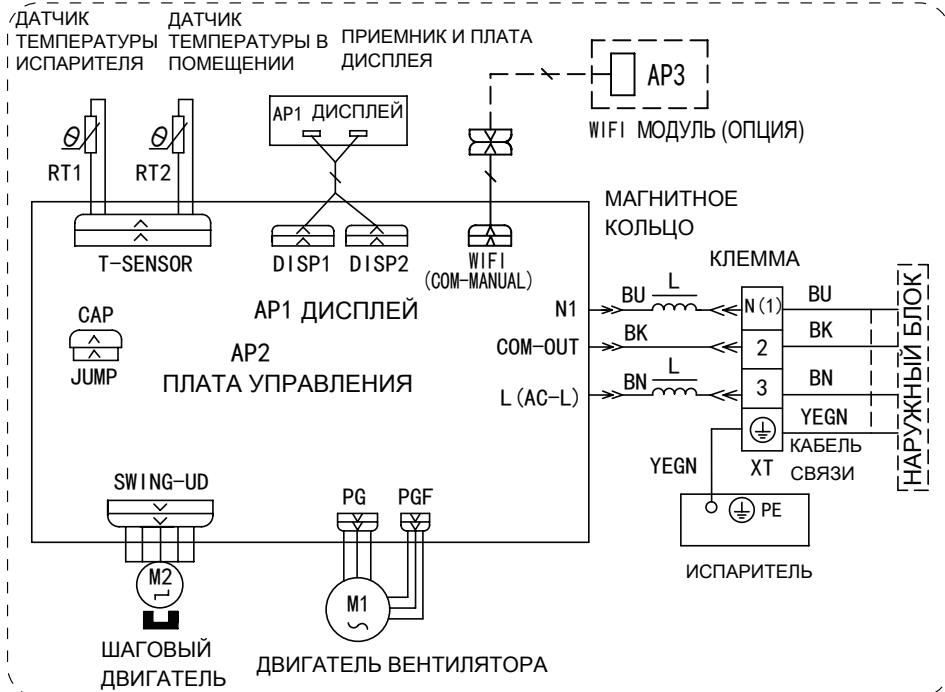 ДАТЧИК
ТЕМПЕРАТУРЫ
ИСПАРИТЕЛЯ
ДАТЧИК
ТЕМПЕРАТУРЫ В
ПОМЕЩЕНИИ
ПРИЕМНИК И ПЛАТА
ДИСПЛЕЯ
AP1 ДИСПЛЕЙ
AP3
WIFI МОДУЛЬ (ОПЦИЯ)
θ
θ
RT1
RT2
T-SENSOR
DISP1
DISP2
WIFI
(COM-MANUAL)
МАГНИТНОЕ
КОЛЬЦО
КЛЕММА
AP1 ДИСПЛЕЙ
CAP
JUMP
AP2
ПЛАТА УПРАВЛЕНИЯ
N1
BU
L
N(1)
BU
COM-OUT
BK
2
BK
L(AC-L)
BN
L
3
BN
YEGN
КАБЕЛЬ
СВЯЗИ
XT
НАРУЖНЫЙ БЛОК
YEGN
PE
ИСПАРИТЕЛЬ
SWING-UD
M2
ШАГОВЫЙ
ДВИГАТЕЛЬ
PG
PGF
M1
ДВИГАТЕЛЬ ВЕНТИЛЯТОРА